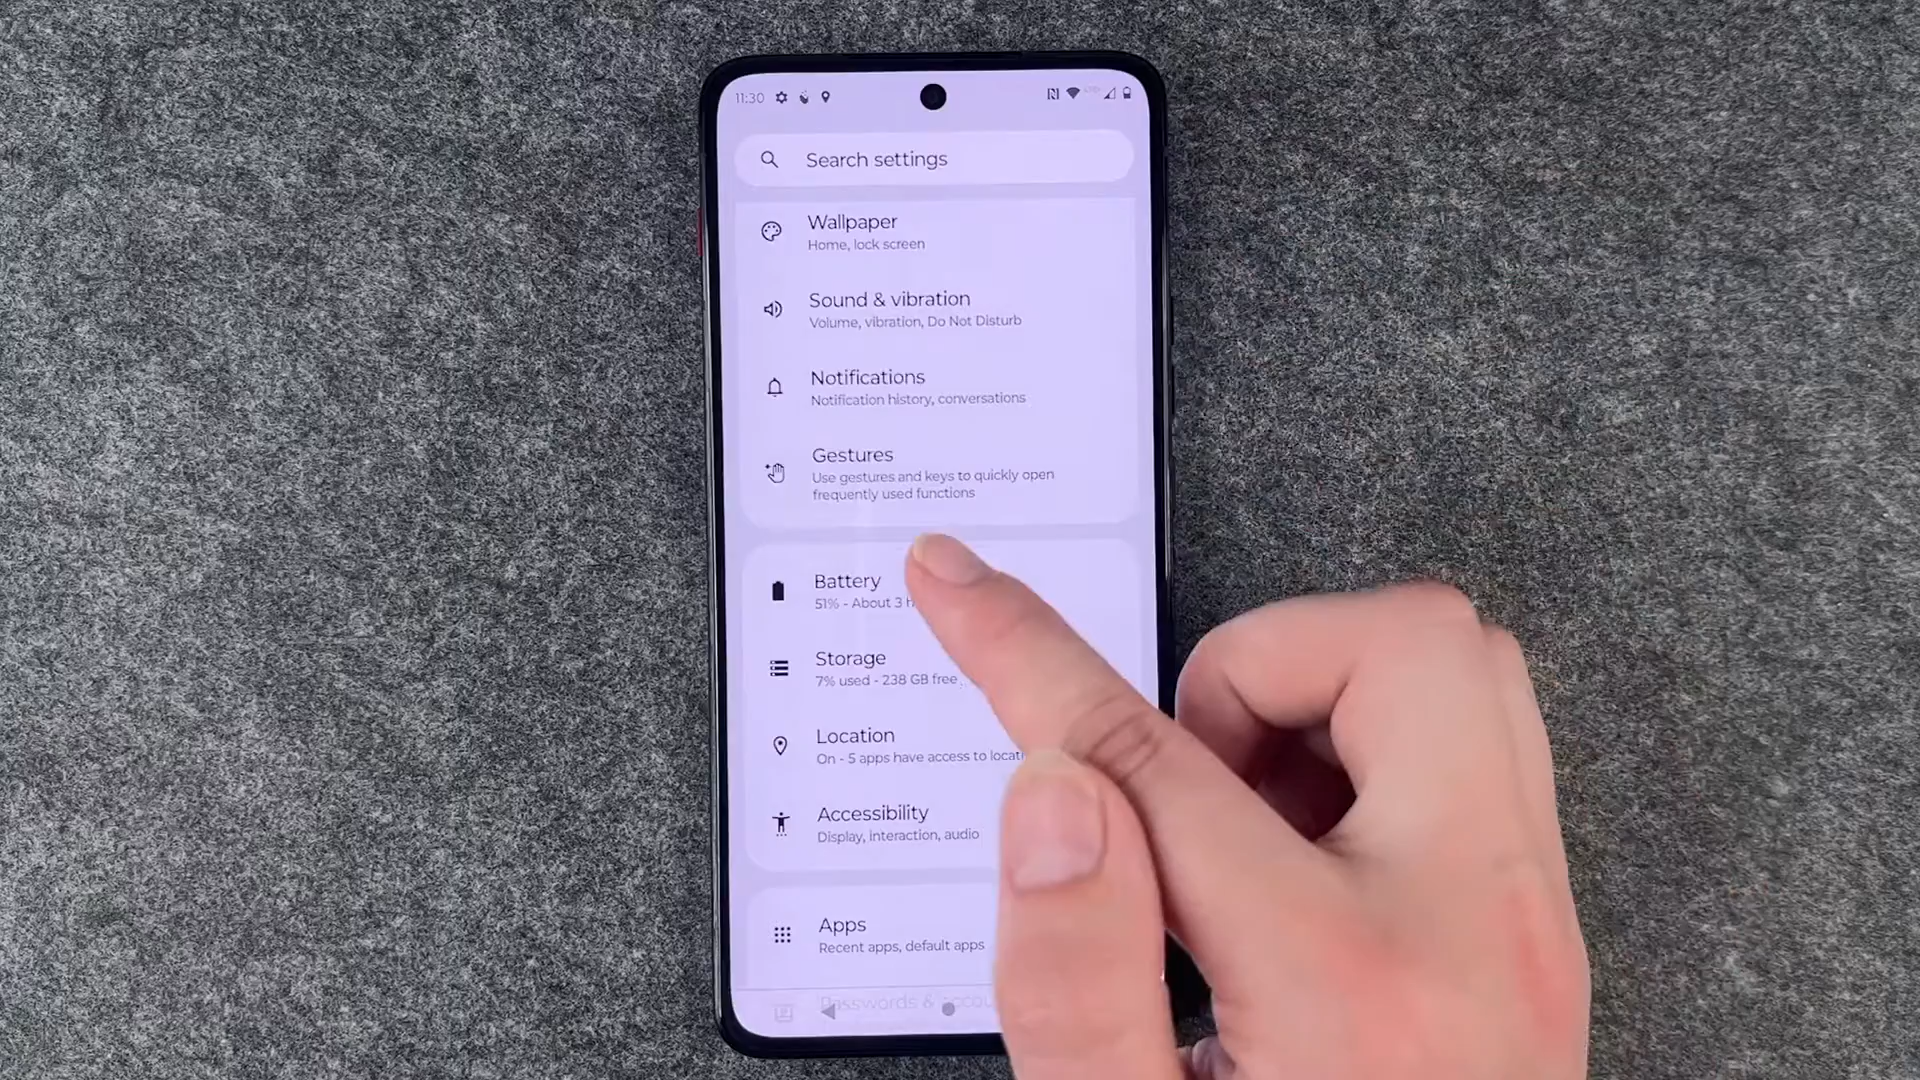 11:30
Search settings
Wallpaper
Home, lock screen
Sound & vibration
Volume, vibration, Do Not Disturb
Notifications
Notification history, conversations
Gestures
Use gestures and keys to quickly open
frequently used functions
Battery
51% - About 3
Storage
7% used - 238 GB free
Location
On - 5 apps have access to
Accessibility
Display, interaction, audio
Apps
Recent apps, default apps
Passwords &